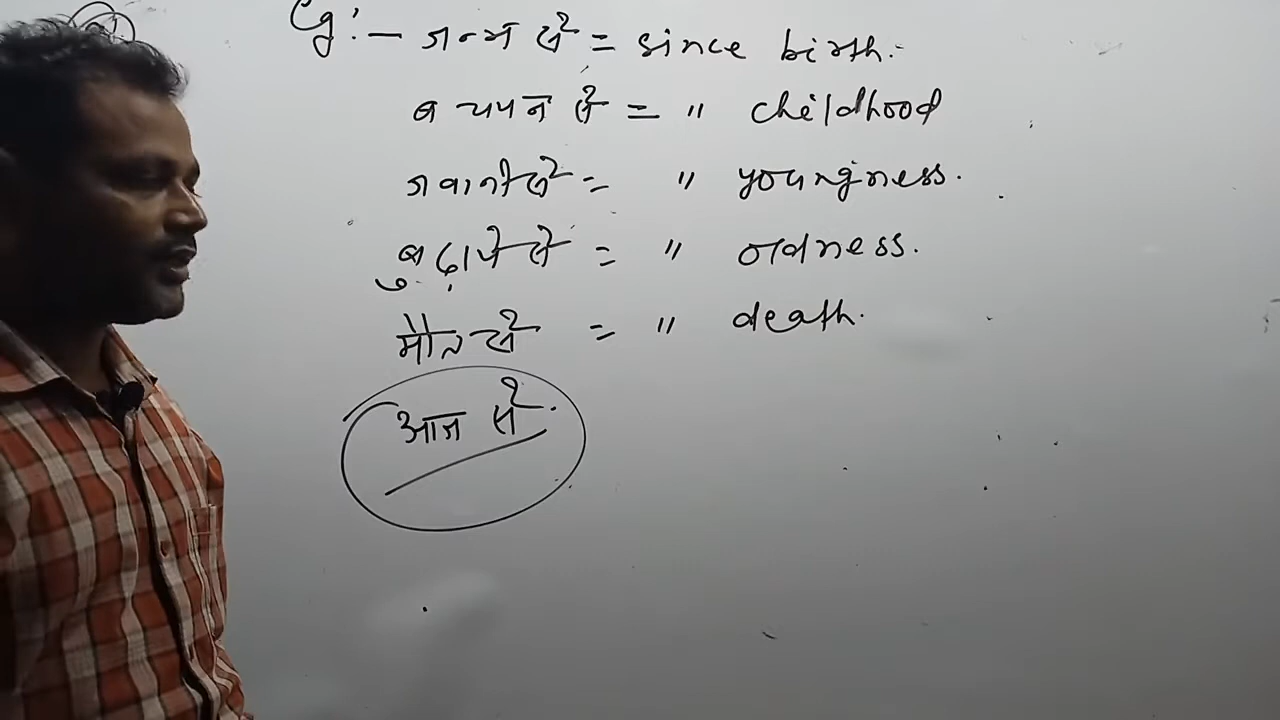 Eg:- जन्म से = since birth.
बचपन से = " childhood
जवानी से = " youngness.
बुढ़ापे से = " oldness.
मौत से = " death.
आज से.